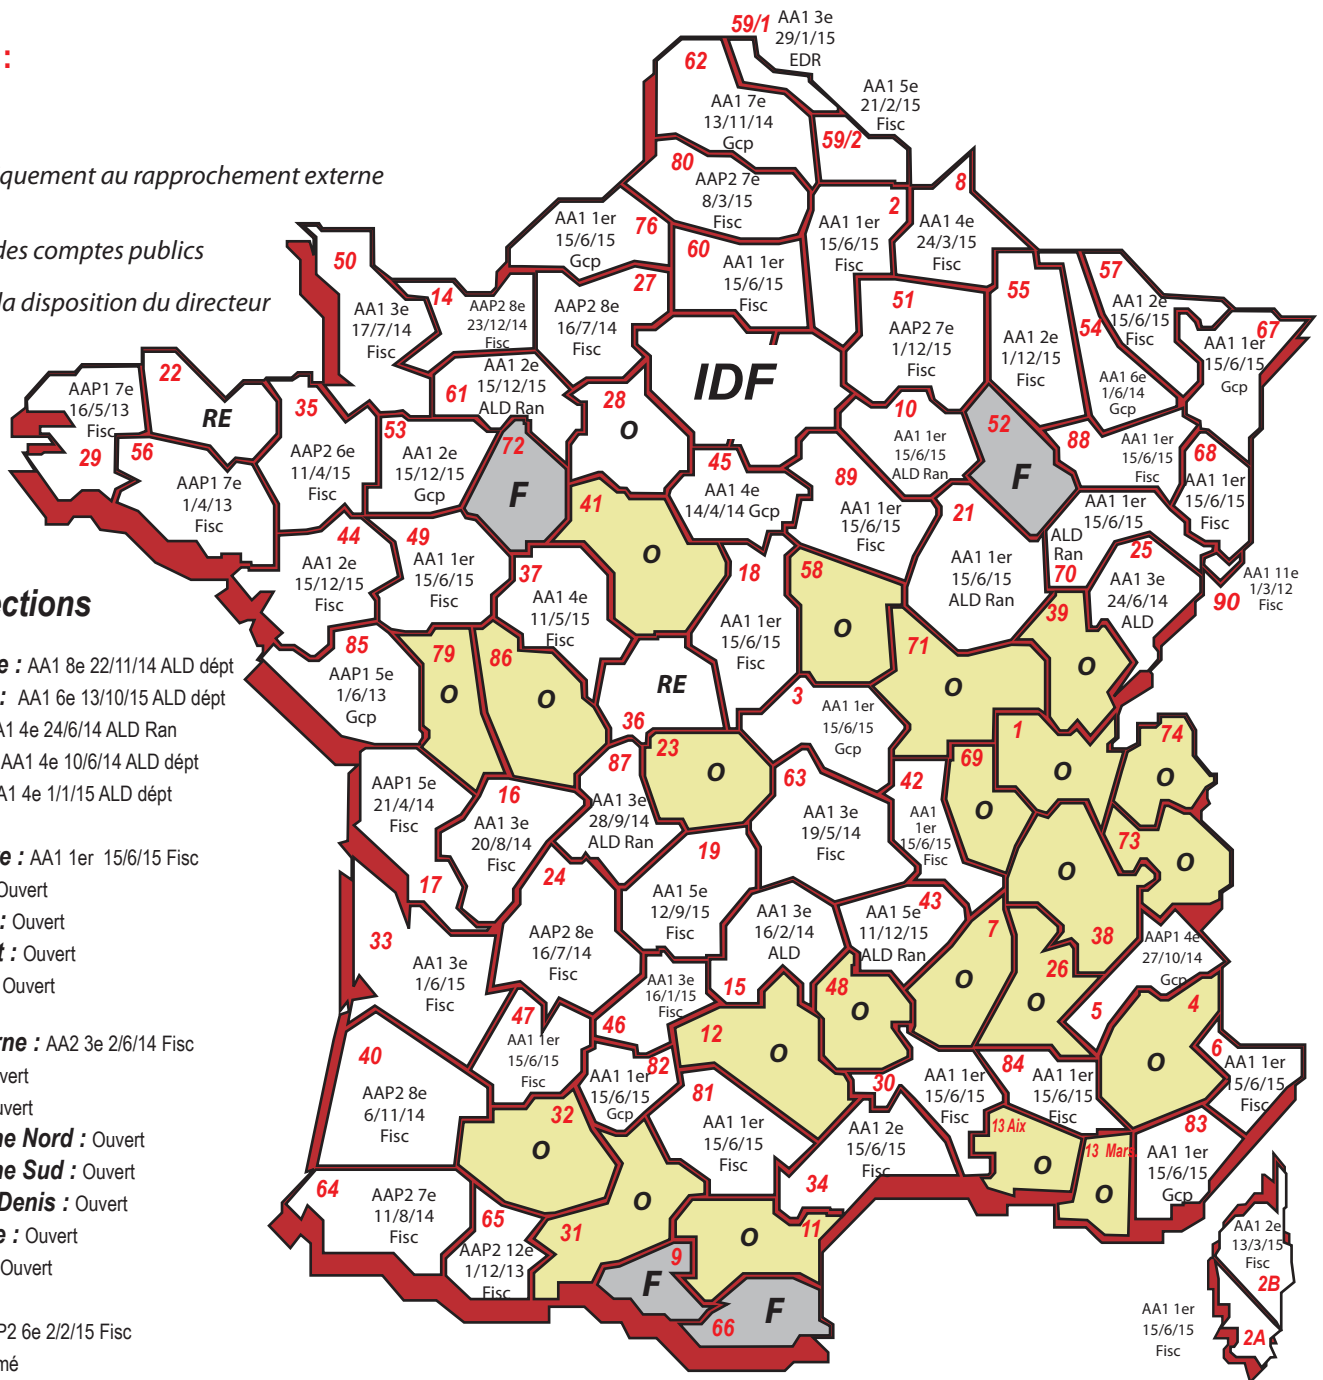 :
quement au rapprochement externe
des comptes publics
la disposition du directeur
ections
e : AA1 8e 22/11/14 ALD dépt
: AA1 6e 13/10/15 ALD dépt
A1 4e 24/6/14 ALD Ran
AA1 4e 10/6/14 ALD dépt
A1 4e 1/1/15 ALD dépt
e : AA1 1er 15/6/15 Fisc
Ouvert
: Ouvert
t : Ouvert
Ouvert
rne : AA2 3e 2/6/14 Fisc
vert
uvert
ne Nord : Ouvert
ne Sud : Ouvert
Denis : Ouvert
e : Ouvert
Ouvert
P2 6e 2/2/15 Fisc
mé
59/1
AA1 3e
29/1/15
EDR
62
AA1 7e
13/11/14
Gcp
59/2
AA1 5e
21/2/15
Fisc
80
AAP2 7e
8/3/15
Fisc
2
AA1 1er
15/6/15
Fisc
8
AA1 4e
24/3/15
Fisc
76
AA1 1er
15/6/15
Gcp
60
AA1 1er
15/6/15
Fisc
50
AA1 3e
17/7/14
Fisc
14
AAP2 8e
23/12/14
Fisc
27
AAP2 8e
16/7/14
Fisc
51
AAP2 7e
1/12/15
Fisc
55
AA1 2e
1/12/15
Fisc
54
AA1 6e
1/6/14
Gcp
57
AA1 2e
15/6/15
Fisc
67
AA1 1er
15/6/15
Gcp
IDF
61
AA1 2e
15/12/15
ALD Ran
28
O
22
RE
AAP1 7e
16/5/13
Fisc
29
56
AAP1 7e
1/4/13
Fisc
35
AAP2 6e
11/4/15
Fisc
53
AA1 2e
15/12/15
Gcp
72
F
10
AA1 1er
15/6/15
ALD Ran
52
F
88
AA1 1er
15/6/15
Fisc
68
AA1 1er
15/6/15
Fisc
45
AA1 4e
14/4/14 Gcp
89
AA1 1er
15/6/15
Fisc
41
O
21
AA1 1er
15/6/15
ALD Ran
AA1 1er
15/6/15
ALD
Ran
70
25
AA1 3e
24/6/14
ALD
90
AA1 11e
1/3/12
Fisc
44
AA1 2e
15/12/15
Fisc
49
AA1 1er
15/6/15
Fisc
37
AA1 4e
11/5/15
Fisc
18
AA1 1er
15/6/15
Fisc
58
O
39
O
71
O
85
AAP1 5e
1/6/13
Gcp
79
O
86
O
RE
36
3
AA1 1er
15/6/15
Gcp
1
O
74
O
AAP1 5e
21/4/14
Fisc
17
16
AA1 3e
20/8/14
Fisc
87
AA1 3e
28/9/14
ALD Ran
23
O
63
AA1 3e
19/5/14
Fisc
42
AA1
1er
15/6/15
Fisc
69
O
73
O
O
38
19
AA1 5e
12/9/15
Fisc
24
AAP2 8e
16/7/14
Fisc
AA1 3e
16/2/14
ALD
15
43
AA1 5e
11/12/15
ALD Ran
33
AA1 3e
1/6/15
Fisc
7
O
26
O
AAP1 4e
27/10/14
Gcp
5
4
O
6
AA1 1er
15/6/15
Fisc
47
AA1 1er
15/6/15
Fisc
AA1 3e
16/1/15
Fisc
46
12
O
48
O
40
AAP2 8e
6/11/14
Fisc
82
AA1 1er
15/6/15
Gcp
81
AA1 1er
15/6/15
Fisc
30
AA1 1er
15/6/15
Fisc
84
AA1 1er
15/6/15
Fisc
83
AA1 1er
15/6/15
Gcp
32
O
AA1 2e
15/6/15
Fisc
34
13 Aix
O
13 Mars.
O
64
AAP2 7e
11/8/14
Fisc
65
AAP2 12e
1/12/13
Fisc
31
O
11
O
9
F
66
F
AA1 2e
13/3/15
Fisc
2B
AA1 1er
15/6/15
Fisc
2A